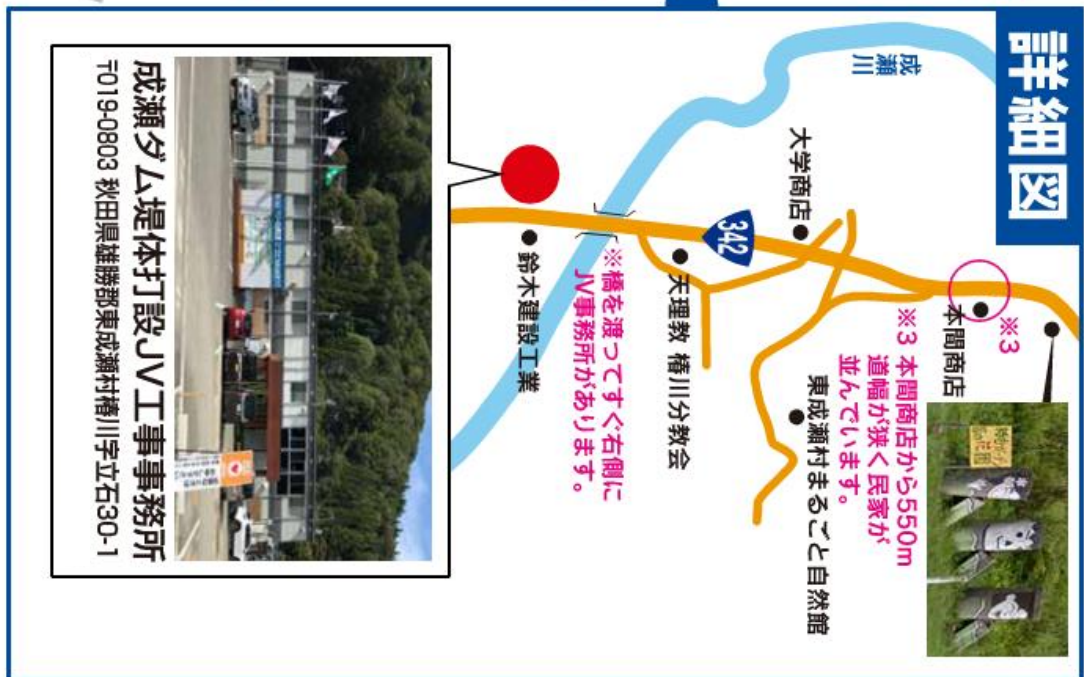 詳細図
成瀬川
大学商店
342
※3
本間商店
※3 本間商店から550m
道幅が狭く民家が
並んでいます。
天理教 椿川分教会
東成瀬村まるごと自然館
※橋を渡ってすぐ右側に
JV事務所があります。
鈴木建設工業
成瀬ダム堤体打設JV工事事務所
〒019-0803 秋田県雄勝郡東成瀬村椿川字立石30-1